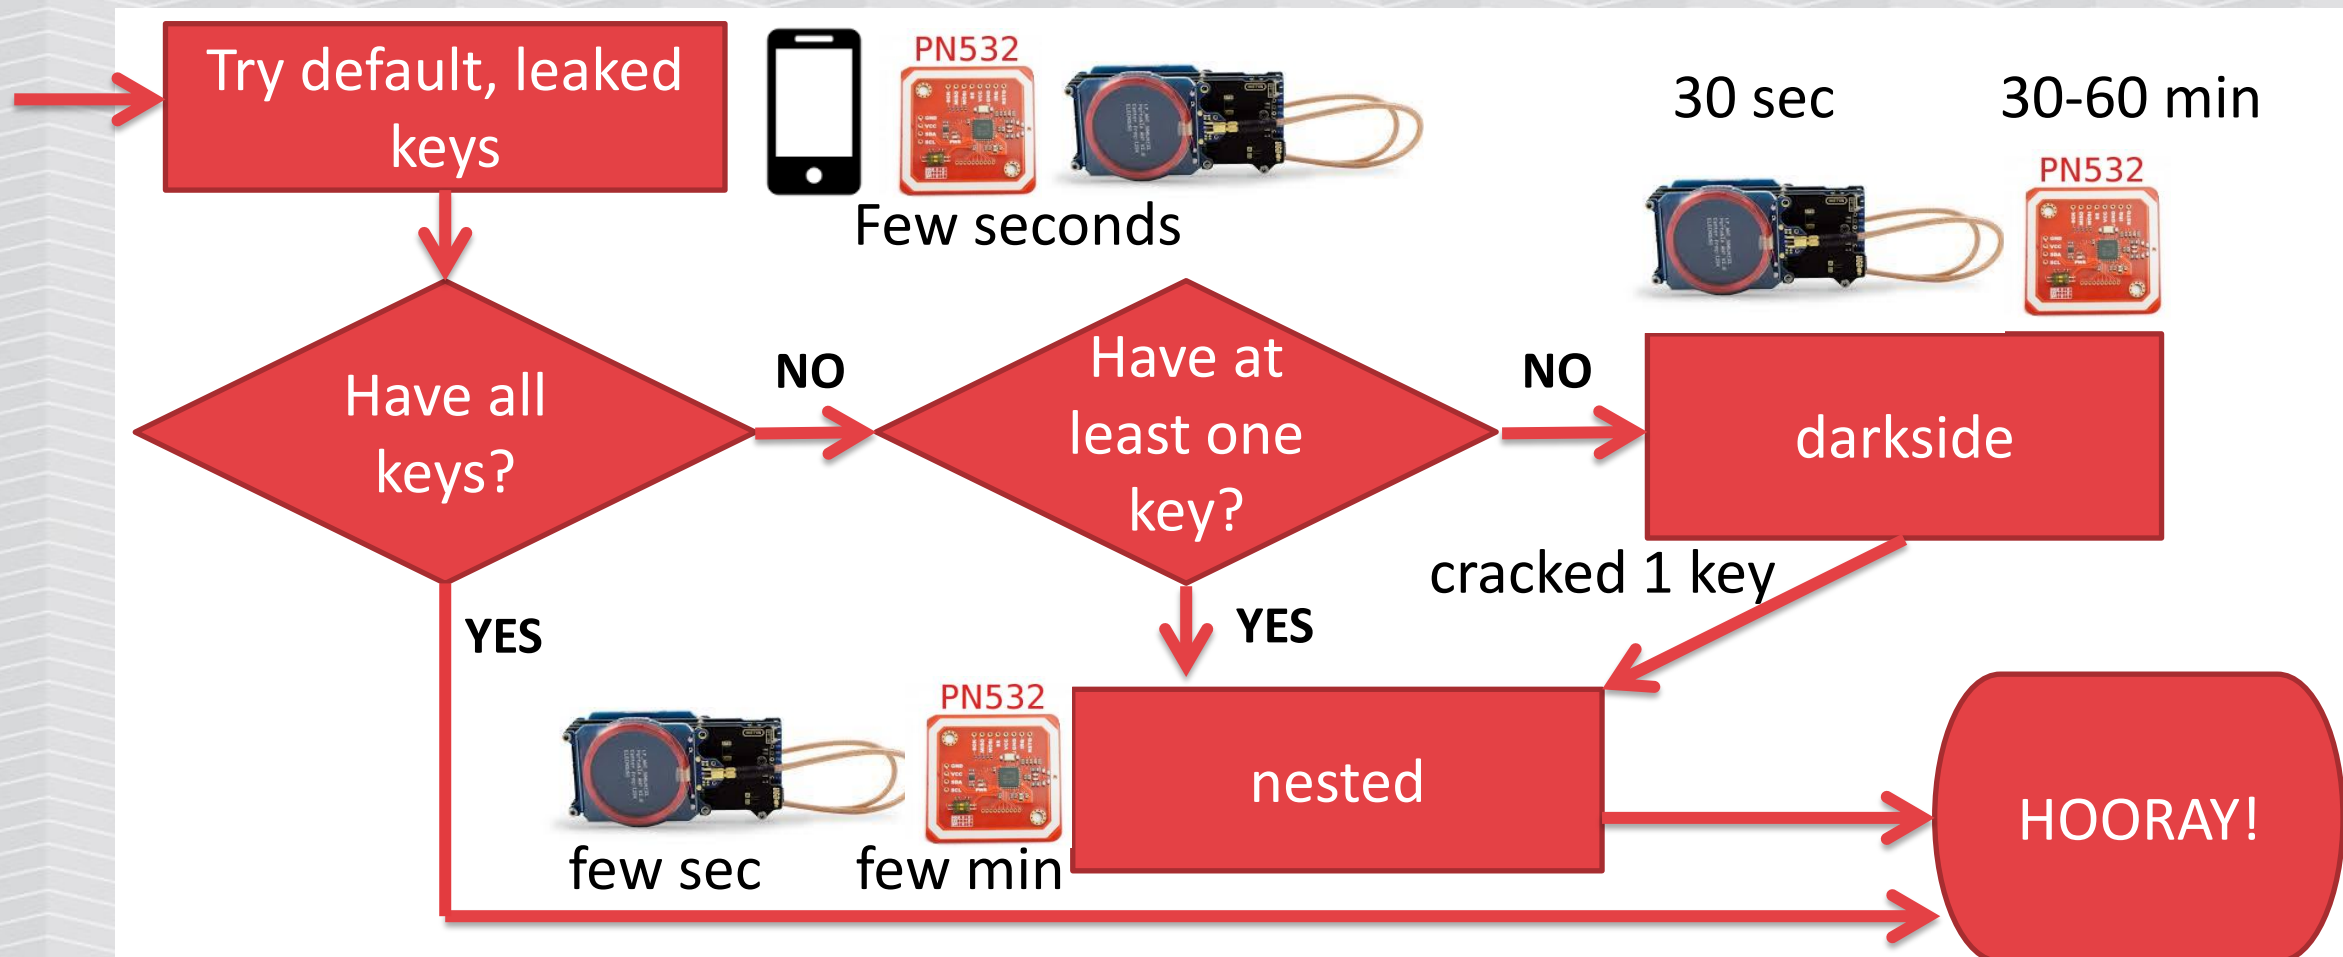 Try default, leaked
keys
PN532
Few seconds
30 sec
30-60 min
PN532
Have all
keys?
NO
Have at
least one
key?
NO
darkside
cracked 1 key
YES
YES
PN532
few sec
few min
nested
HOORAY!